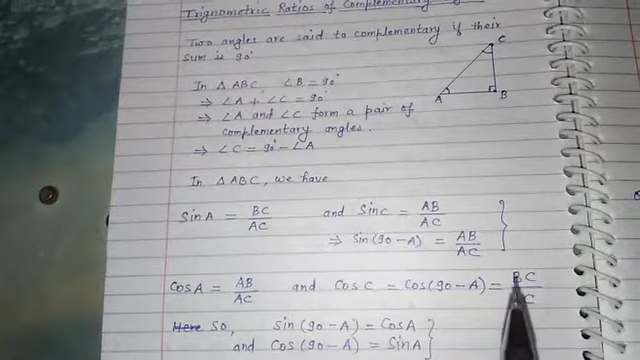 Trignometric Ratios of Complementary
Two angles are said to complementary if their
sum is 90°
C
A
B
In △ ABC ∠B = 90°
⇒ ∠A + ∠C = 90°
⇒ ∠A and ∠C form a pair of
complementary angles.
⇒ ∠C = 90° - ∠A
In △ ABC, we have
Sin A = BC/AC and Sin C = AB/AC
⇒ Sin (90 - A) = AB/AC
Cos A = AB/AC and Cos C = Cos (90 - A) = BC/
Here So, Sin (90 - A) = Cos A
and Cos (90 - A) = Sin A